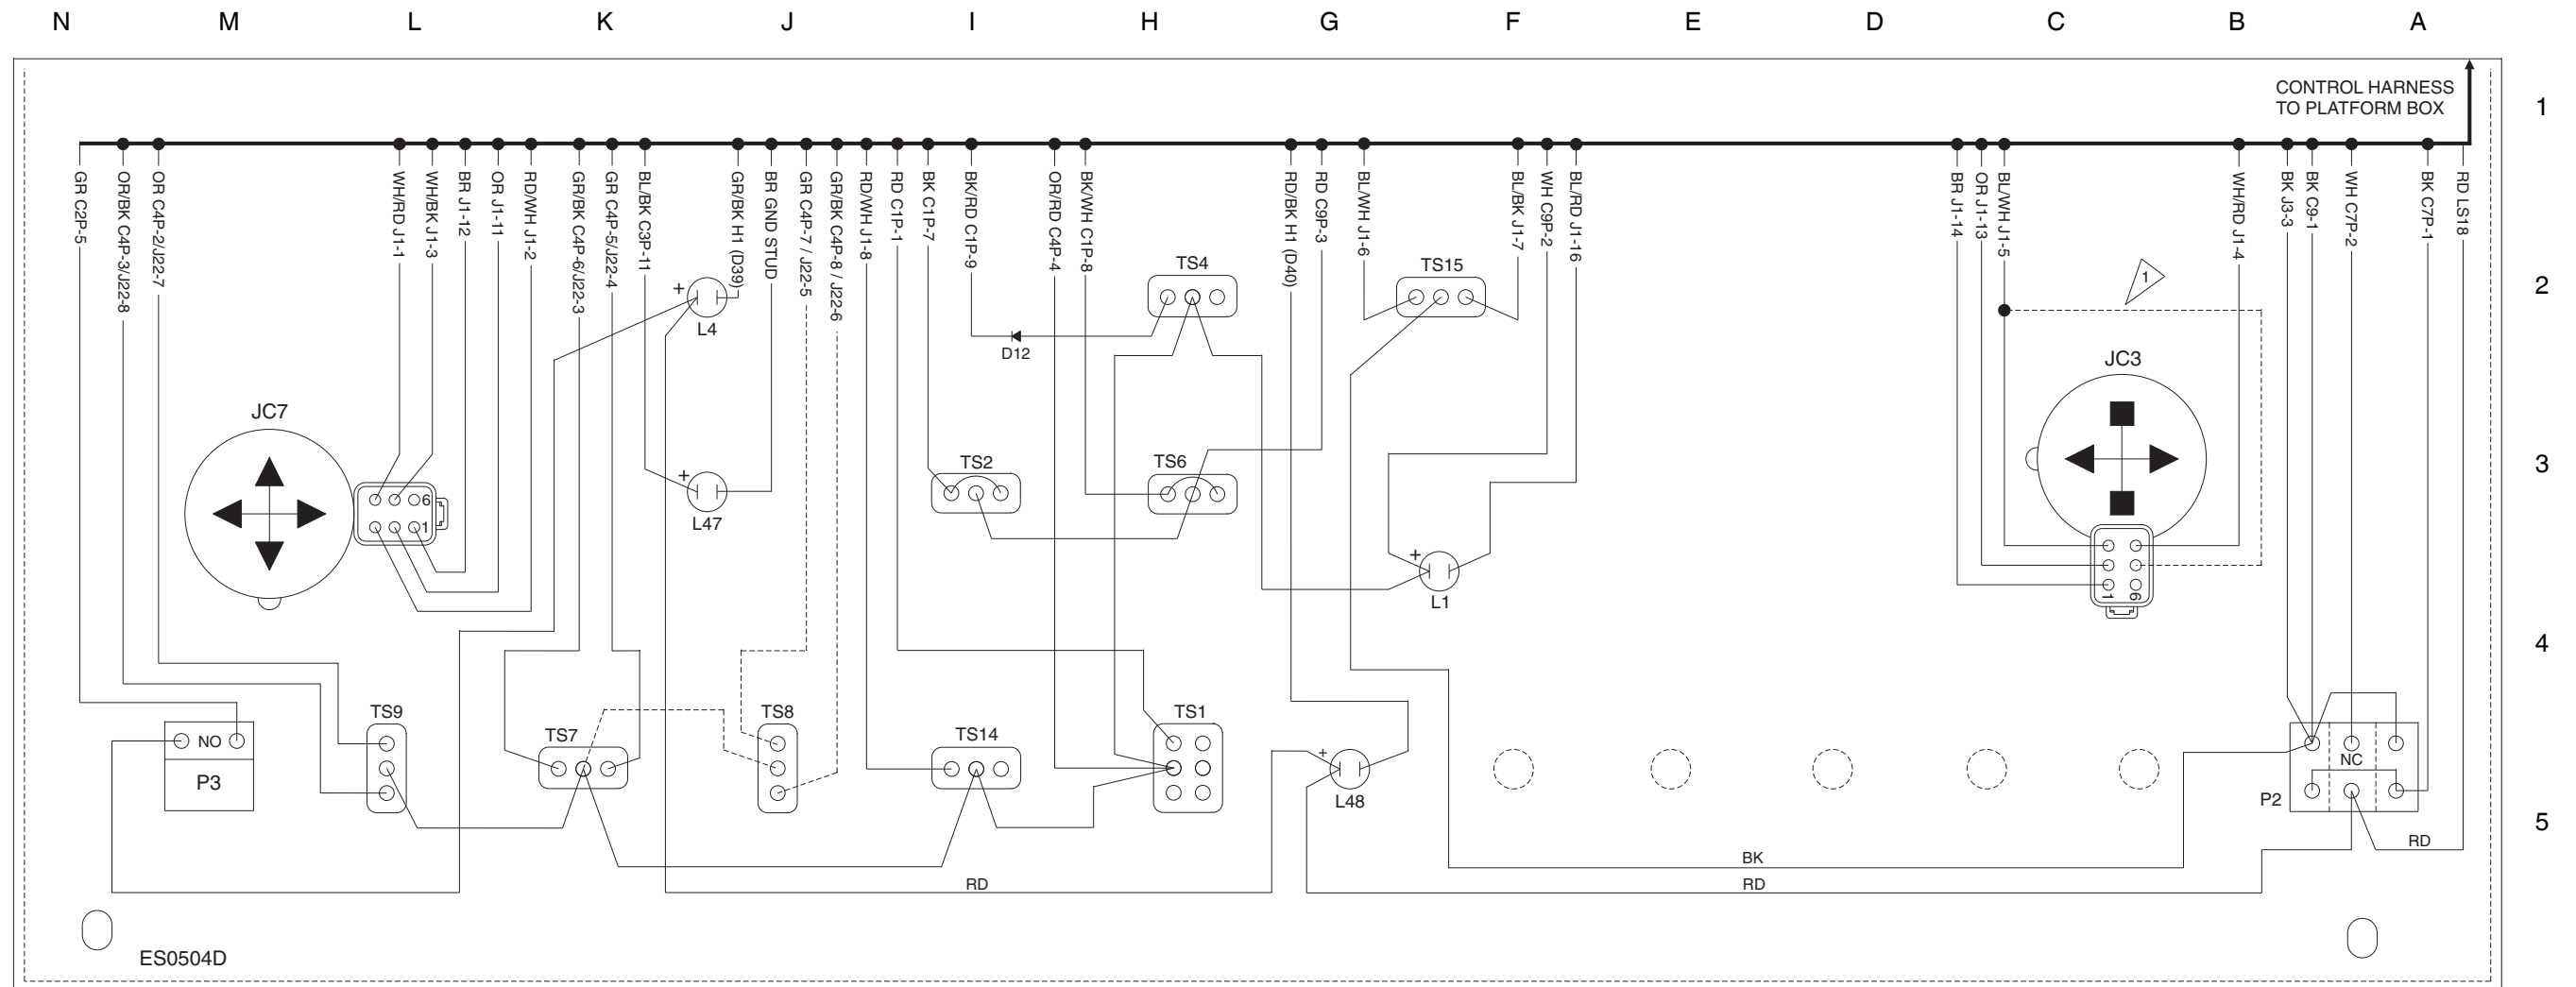 N M L K J I H G F E D C B A
CONTROL HARNESS
TO PLATFORM BOX
1
2
3
4
5
GR C2P-5
OR/BK C4P-3/J22-8
OR C4P-2/J22-7
WH/RD J1-1
WH/BK J1-3
BR J1-12
OR J1-11
RD/WH J1-2
GR/BK C4P-6/J22-3
GR C4P-5/J22-4
BL/BK C3P-11
GR/BK H1 (D39)
BR GND STUD
GR C4P-7 / J22-5
GR/BK C4P-8 / J22-6
RD/WH J1-8
RD C1P-1
BK C1P-7
BK/RD C1P-9
OR/RD C4P-4
BK/WH C1P-8
RD/BK H1 (D40)
RD C9P-3
BL/WH J1-6
BL/BK J1-7
WH C9P-2
BL/RD J1-16
BR J1-14
OR J1-13
BL/WH J1-5
WH/RD J1-4
BK J3-3
BK C9-1
WH C7P-2
BK C7P-1
RD LS18
TS4
TS15
1
+
L4
D12
JC3
JC7
TS2
TS6
+
L47
6
1
+
L1
1 6
TS9
TS7
TS8
TS14
TS1
NO
P3
+
L48
NC
P2
RD
BK
RD
RD
ES0504D